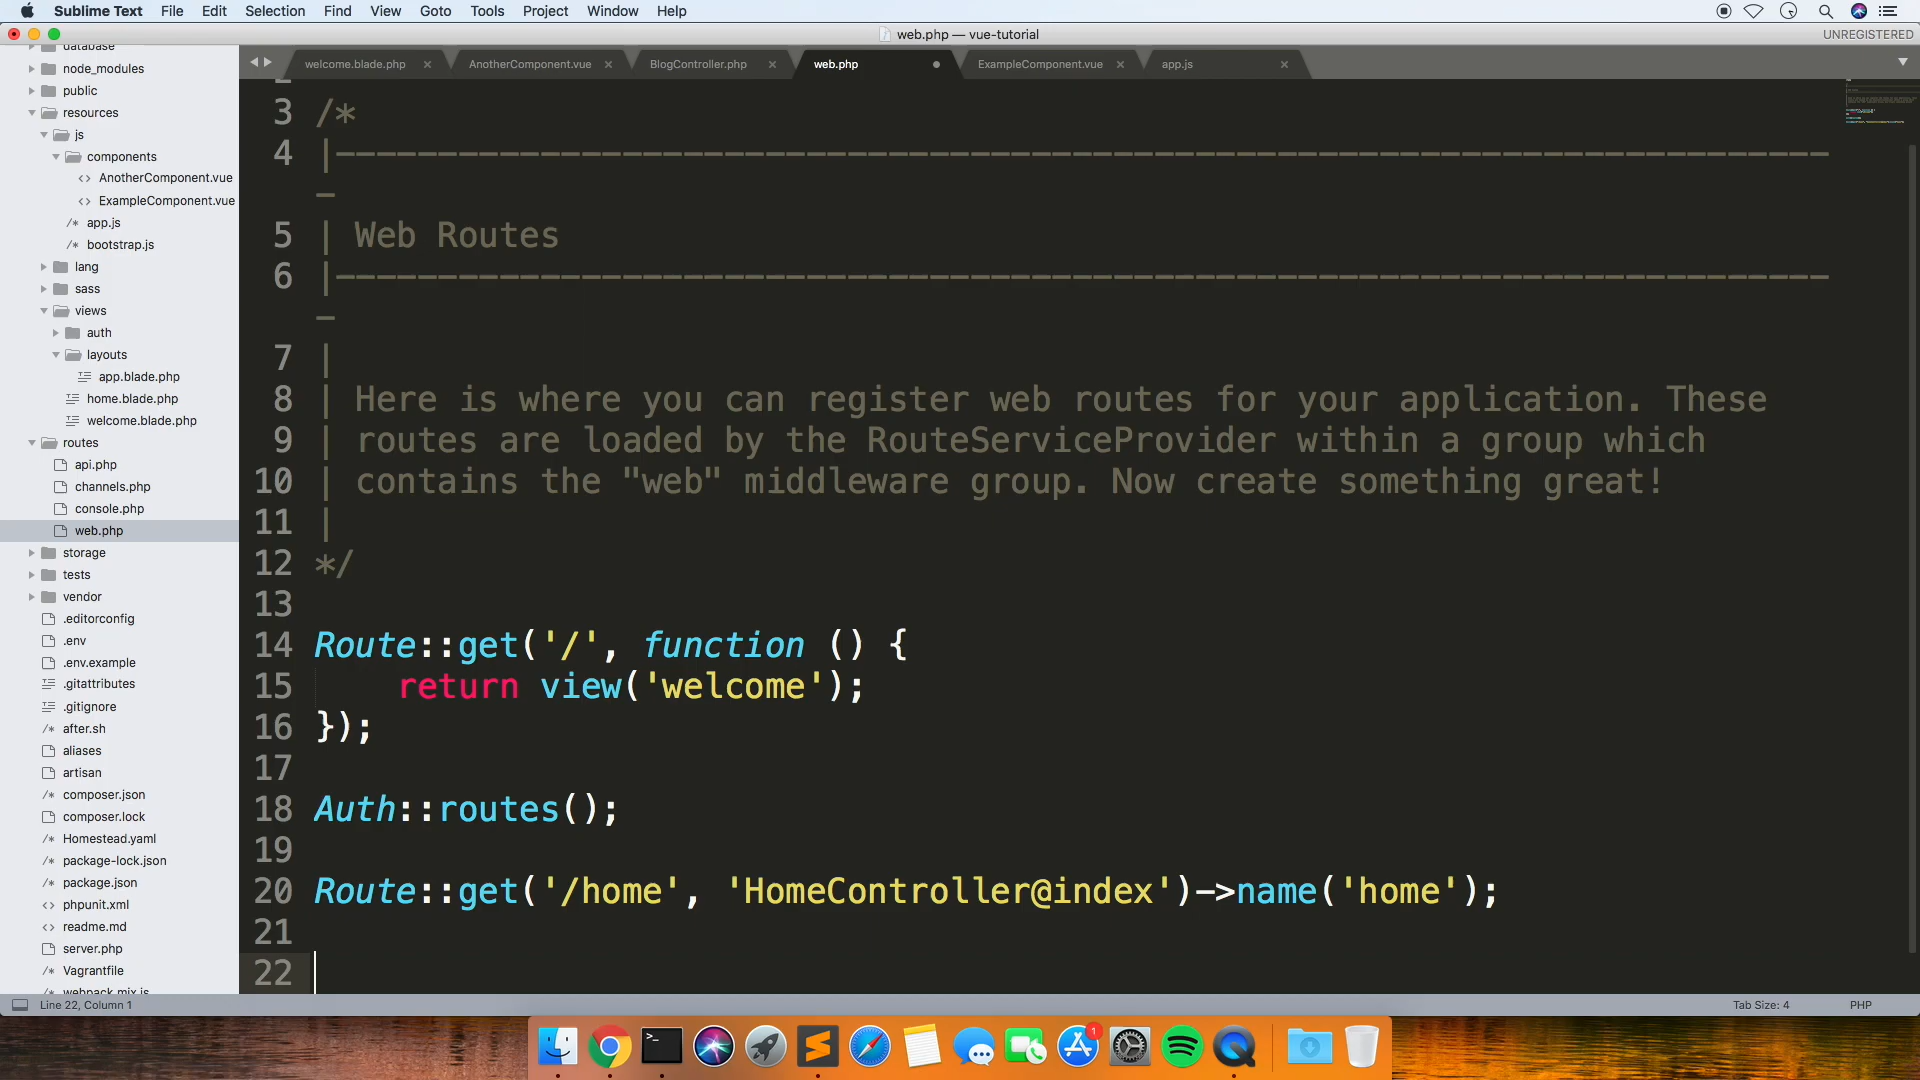 Sublime Text File Edit Selection Find View Goto Tools Project Window Help
web.php — vue-tutorial
UNREGISTERED
welcome.blade.php AnotherComponent.vue BlogController.php web.php ExampleComponent.vue app.js
database
node_modules
public
resources
js
components
<> AnotherComponent.vue
<> ExampleComponent.vue
/* app.js
/* bootstrap.js
lang
sass
views
auth
layouts
app.blade.php
home.blade.php
welcome.blade.php
routes
api.php
channels.php
console.php
web.php
storage
tests
vendor
.editorconfig
.env
.env.example
.gitattributes
.gitignore
/* after.sh
aliases
artisan
/* composer.json
composer.lock
/* Homestead.yaml
/* package-lock.json
/* package.json
<> phpunit.xml
<> readme.md
server.php
Vagrantfile
webpack.mix.js
3 /*
4 |--------------------------------------------------------------------------
5 | Web Routes
6 |--------------------------------------------------------------------------
7 |
8 | Here is where you can register web routes for your application. These
9 | routes are loaded by the RouteServiceProvider within a group which
10 | contains the "web" middleware group. Now create something great!
11 |
12 */
13
14 Route::get('/', function () {
15     return view('welcome');
16 });
17
18 Auth::routes();
19
20 Route::get('/home', 'HomeController@index')->name('home');
21
22
Line 22, Column 1
Tab Size: 4
PHP
1